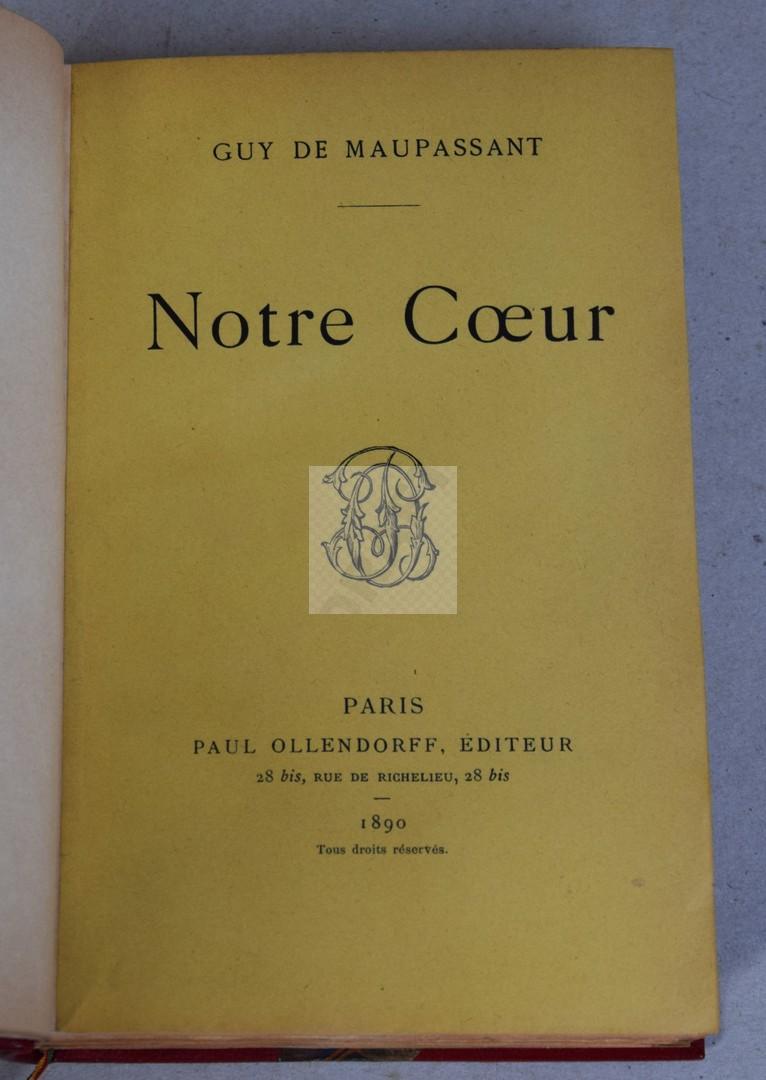 GUY DE MAUPASSANT
Notre Cœur
PARIS
PAUL OLLENDORFF, ÉDITEUR
28 bis, RUE DE RICHELIEU, 28 bis
1890
Tous droits réservés.